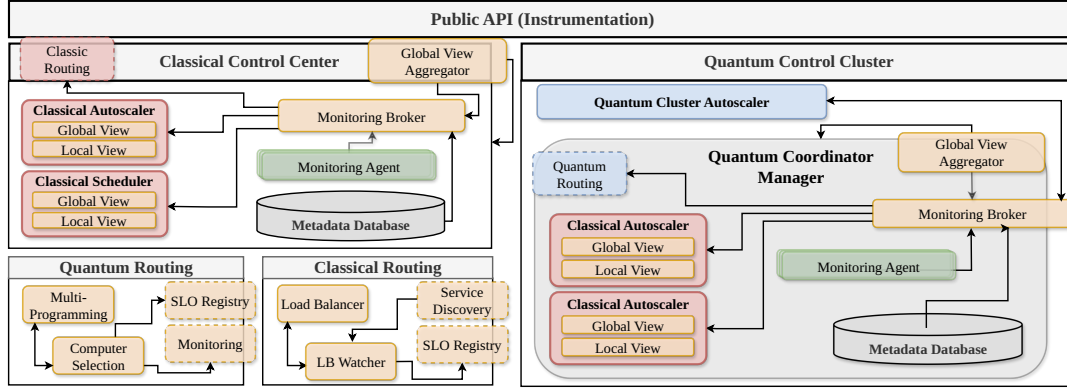 Public API (Instrumentation)
Classical Control Center
Classic
Routing
Global View
Aggregator
Classical Autoscaler
Global View
Local View
Monitoring Broker
Monitoring Agent
Classical Scheduler
Global View
Local View
Metadata Database
Quantum Routing
Multi-
Programming
SLO Registry
Computer
Selection
Monitoring
Classical Routing
Load Balancer
Service
Discovery
LB Watcher
SLO Registry
Quantum Control Cluster
Quantum Cluster Autoscaler
Quantum Coordinator
Manager
Global View
Aggregator
Quantum
Routing
Monitoring Broker
Classical Autoscaler
Global View
Local View
Monitoring Agent
Classical Autoscaler
Global View
Local View
Metadata Database